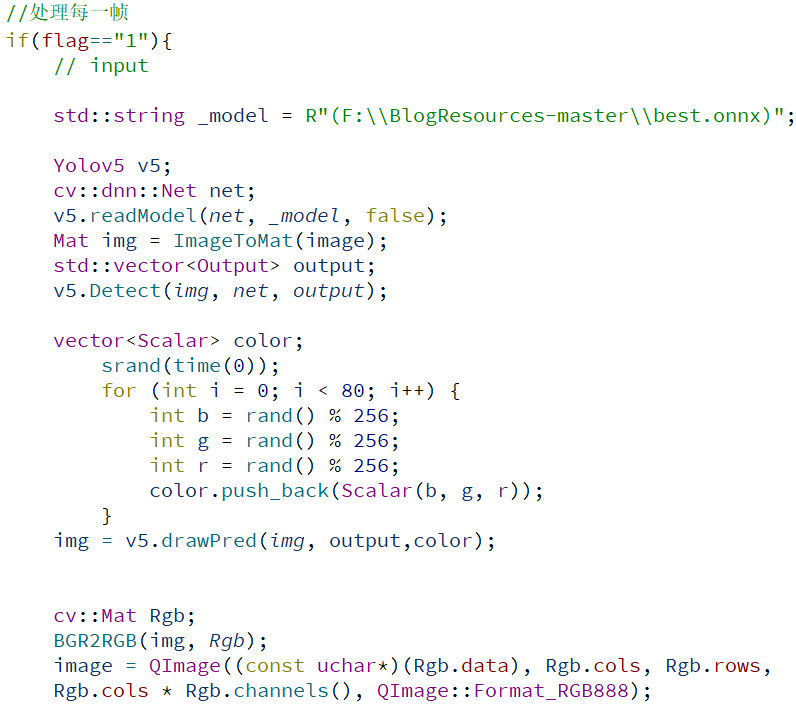 //处理每一帧
if(flag=="1"){
    // input

    std::string _model = R"(F:\\BlogResources-master\\best.onnx)";

    Yolov5 v5;
    cv::dnn::Net net;
    v5.readModel(net, _model, false);
    Mat img = ImageToMat(image);
    std::vector<Output> output;
    v5.Detect(img, net, output);

    vector<Scalar> color;
        srand(time(0));
        for (int i = 0; i < 80; i++) {
            int b = rand() % 256;
            int g = rand() % 256;
            int r = rand() % 256;
            color.push_back(Scalar(b, g, r));
        }
    img = v5.drawPred(img, output,color);


    cv::Mat Rgb;
    BGR2RGB(img, Rgb);
    image = QImage((const uchar*)(Rgb.data), Rgb.cols, Rgb.rows,
    Rgb.cols * Rgb.channels(), QImage::Format_RGB888);